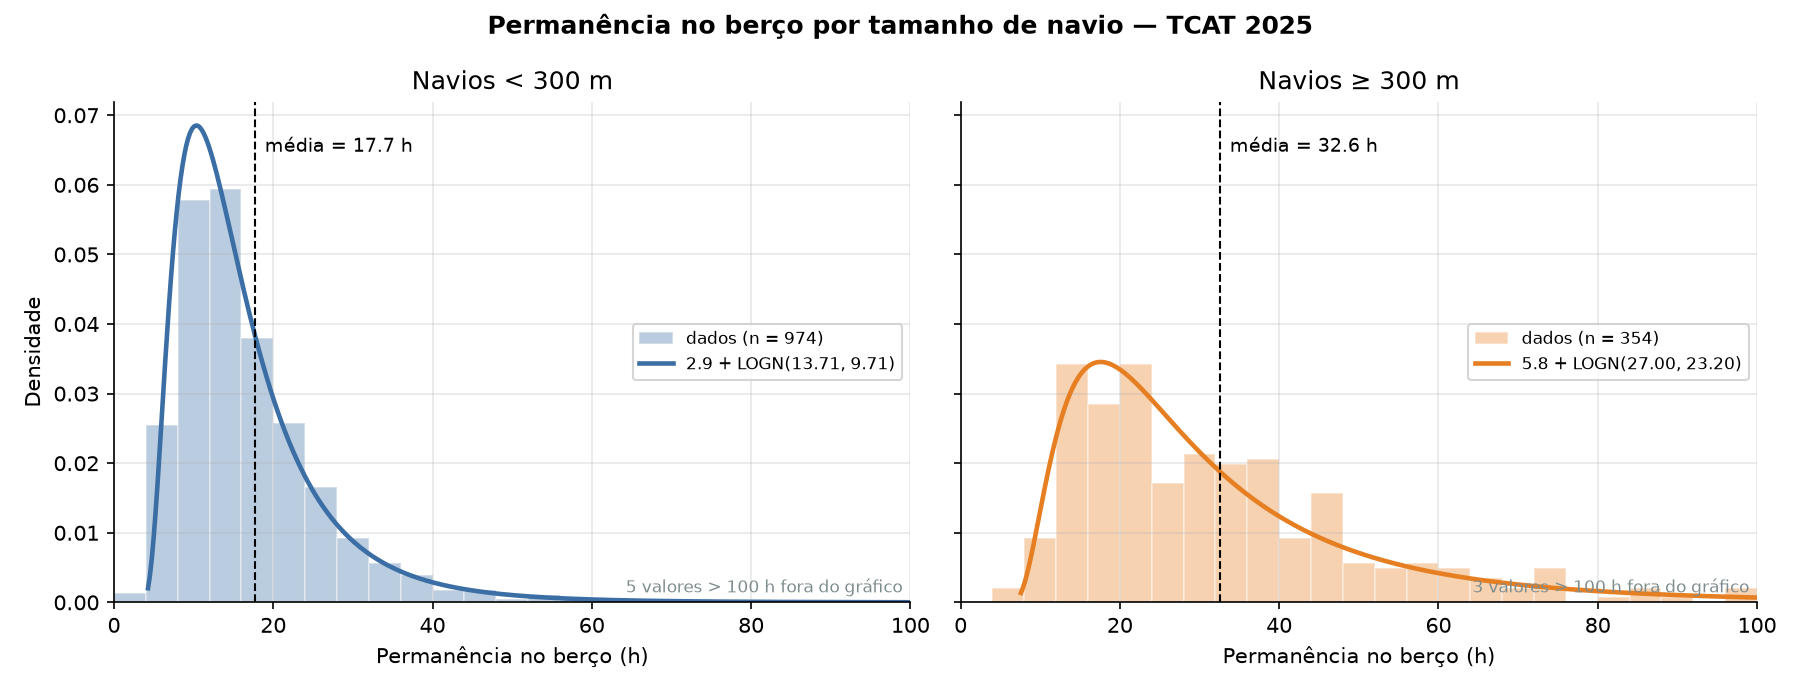 Permanência no berço por tamanho de navio — TCAT 2025
Navios < 300 m
0.07
0.06
0.05
0.04
0.03
0.02
0.01
0.00
Densidade
média = 17.7 h
dados (n = 974)
2.9 + LOGN(13.71, 9.71)
5 valores > 100 h fora do gráfico
0 20 40 60 80 100
Permanência no berço (h)
Navios ≥ 300 m
média = 32.6 h
dados (n = 354)
5.8 + LOGN(27.00, 23.20)
3 valores > 100 h fora do gráfico
0 20 40 60 80 100
Permanência no berço (h)